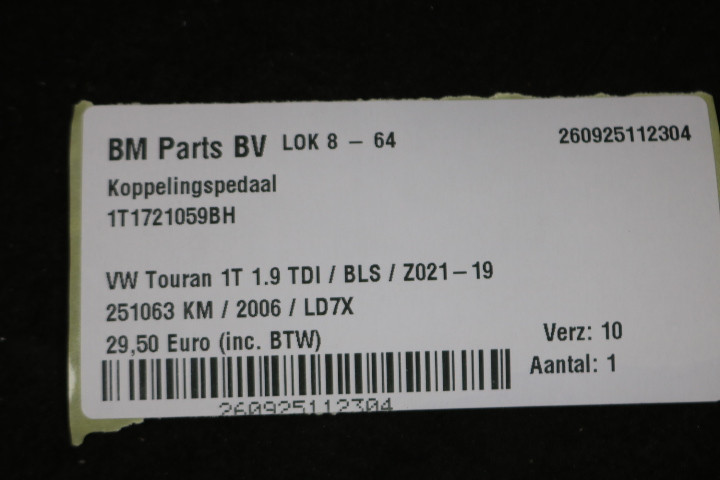 BM Parts BV LOK 8 - 64 260925112304
Koppelingspedaal
1T1721059BH
VW Touran 1T 1.9 TDI / BLS / Z021-19
251063 KM / 2006 / LD7X
29,50 Euro (inc. BTW) Verz: 10
Aantal: 1
260925112304